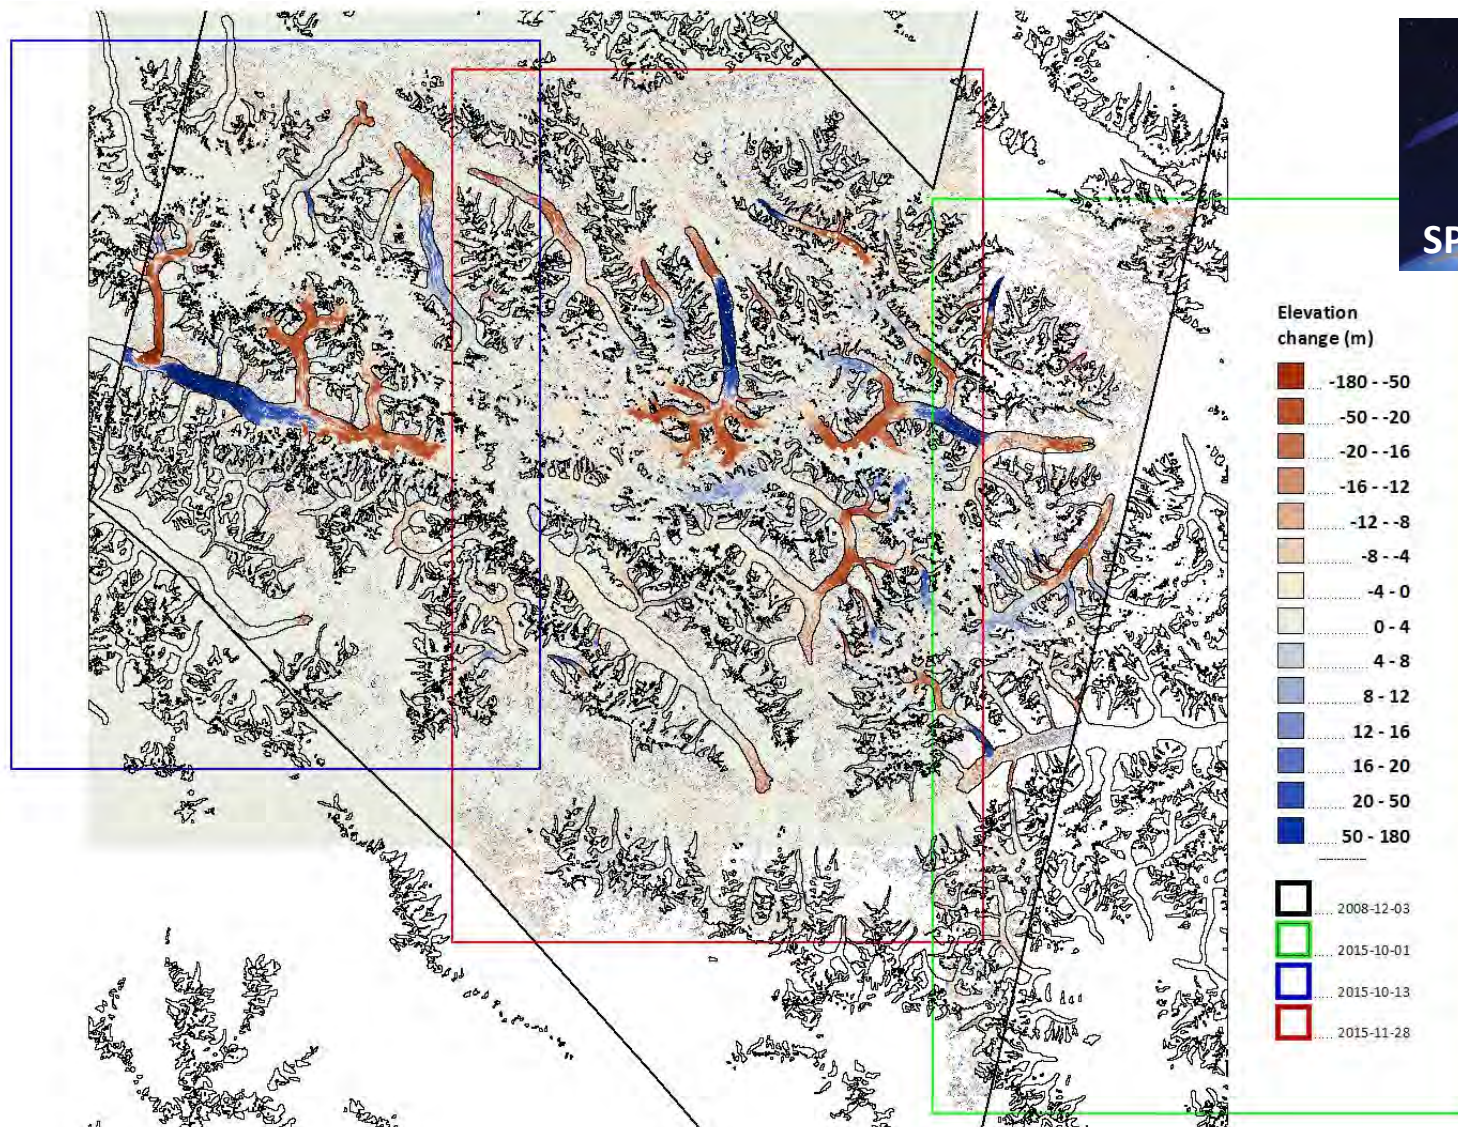 SP
Elevation
change (m)
.... -180 - -50
...... -50 - -20
...... -20 - -16
...... -16 - -12
...... -12 - -8
...... -8 - -4
...... -4 - 0
...... 0 - 4
...... 4 - 8
...... 8 - 12
...... 12 - 16
...... 16 - 20
...... 20 - 50
...... 50 - 180
..... 2008-12-03
..... 2015-10-01
..... 2015-10-13
..... 2015-11-28